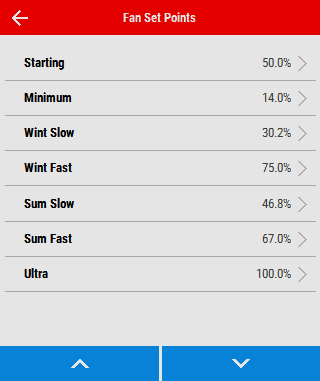 Fan Set Points
Starting 50.0%
Minimum 14.0%
Wint Slow 30.2%
Wint Fast 75.0%
Sum Slow 46.8%
Sum Fast 67.0%
Ultra 100.0%